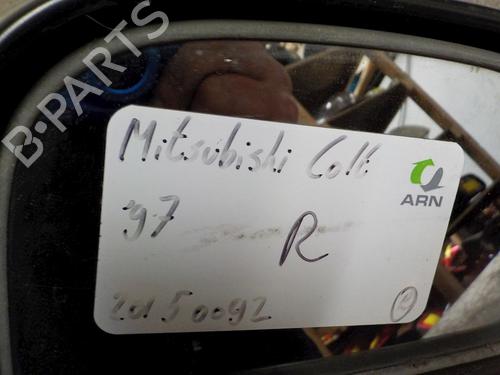 B-PARTS
Mitsubishi Colt
ARN
'97
R
20150092